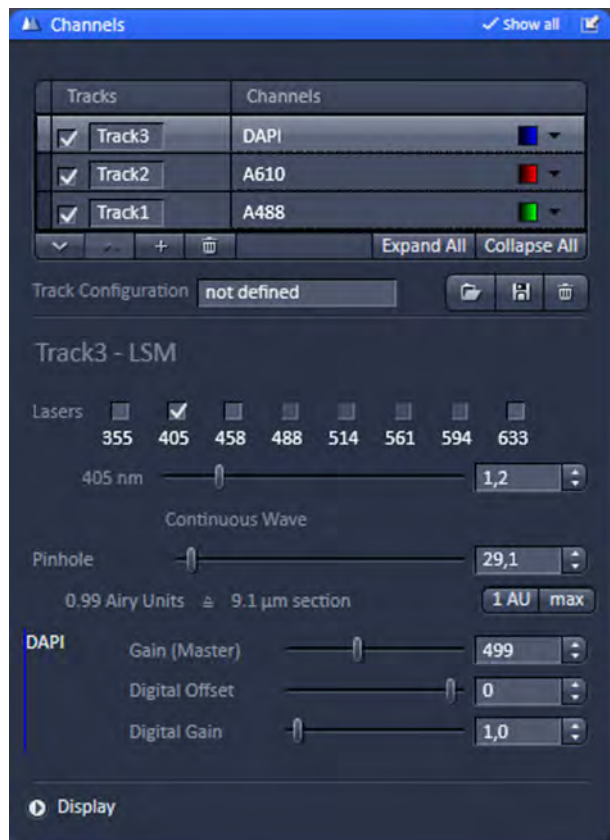 Channels Show all
Tracks Channels
Track3 DAPI
Track2 A610
Track1 A488
Expand All Collapse All
Track Configuration not defined
Track3 - LSM
Lasers
355 405 458 488 514 561 594 633
405 nm 1,2
Continuous Wave
Pinhole 29,1
0.99 Airy Units ≙ 9.1 µm section 1 AU max
DAPI Gain (Master) 499
Digital Offset 0
Digital Gain 1,0
Display